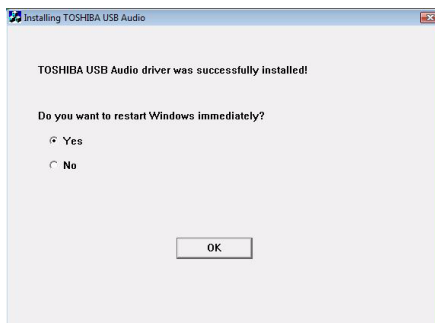 Installing TOSHIBA USB Audio
TOSHIBA USB Audio driver was successfully installed!
Do you want to restart Windows immediately?
Yes
No
OK